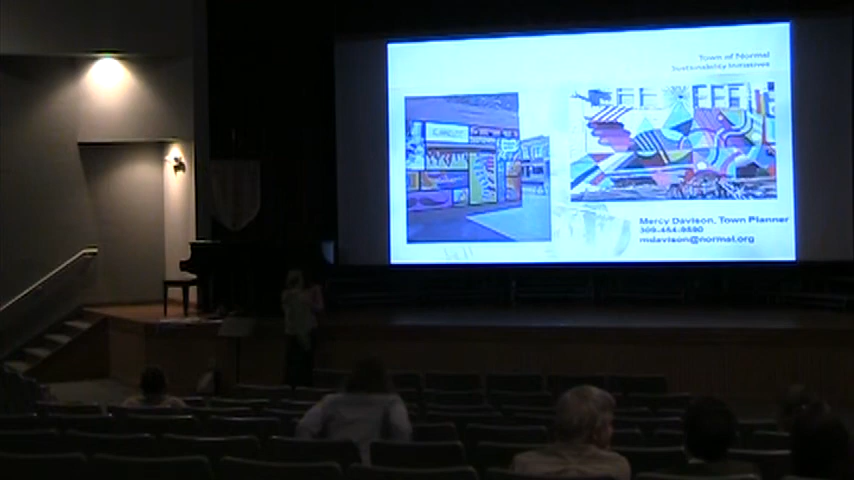 Town of Normal
Sustainability Initiatives
Mercy Davison, Town Planner
309-454-9590
mdavison@normal.org